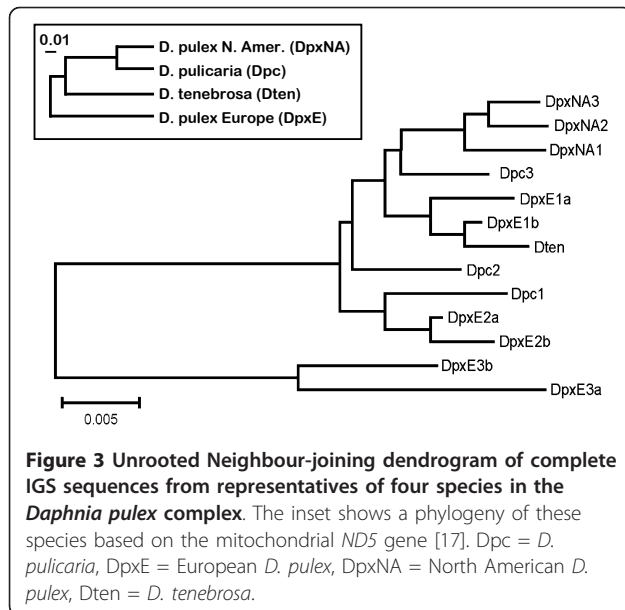 0.01
D. pulex N. Amer. (DpxNA)
D. pulicaria (Dpc)
D. tenebrosa (Dten)
D. pulex Europe (DpxE)
DpxNA3
DpxNA2
DpxNA1
Dpc3
DpxE1a
DpxE1b
Dten
Dpc2
Dpc1
DpxE2a
DpxE2b
DpxE3b
DpxE3a
0.005
Figure 3 Unrooted Neighbour-joining dendrogram of complete
IGS sequences from representatives of four species in the
Daphnia pulex complex. The inset shows a phylogeny of these
species based on the mitochondrial ND5 gene [17]. Dpc = D.
pulicaria, DpxE = European D. pulex, DpxNA = North American D.
pulex, Dten = D. tenebrosa.